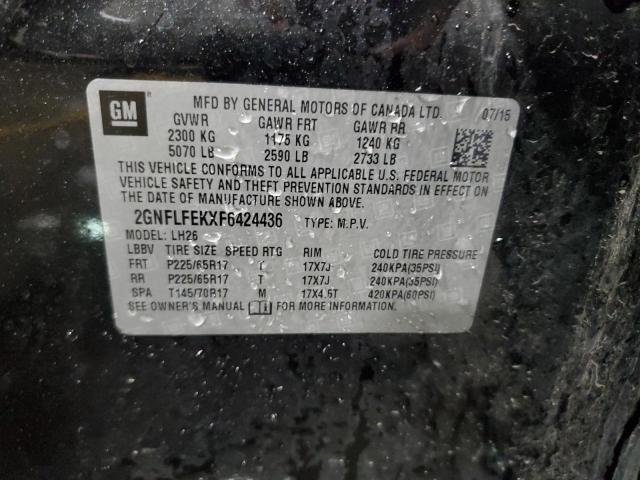 GM ®
MFD BY GENERAL MOTORS OF CANADA LTD. 07/15
GVWR GAWR FRT GAWR RR
2300 KG 1175 KG 1240 KG
5070 LB 2590 LB 2733 LB
THIS VEHICLE CONFORMS TO ALL APPLICABLE U.S. FEDERAL MOTOR
VEHICLE SAFETY AND THEFT PREVENTION STANDARDS IN EFFECT ON
THE DATE OF MANUFACTURE SHOWN ABOVE.
2GNFLFEKXF6424436 TYPE: M.P.V.
MODEL: LH26
LBBV TIRE SIZE SPEED RTG RIM COLD TIRE PRESSURE
FRT P225/65R17 17X7J 240KPA(35PSI)
RR P225/65R17 17X7J 240KPA(35PSI)
SPA T145/70R17 M 17X4.5T 420KPA(60PSI)
SEE OWNER'S MANUAL FOR MORE INFORMATION.